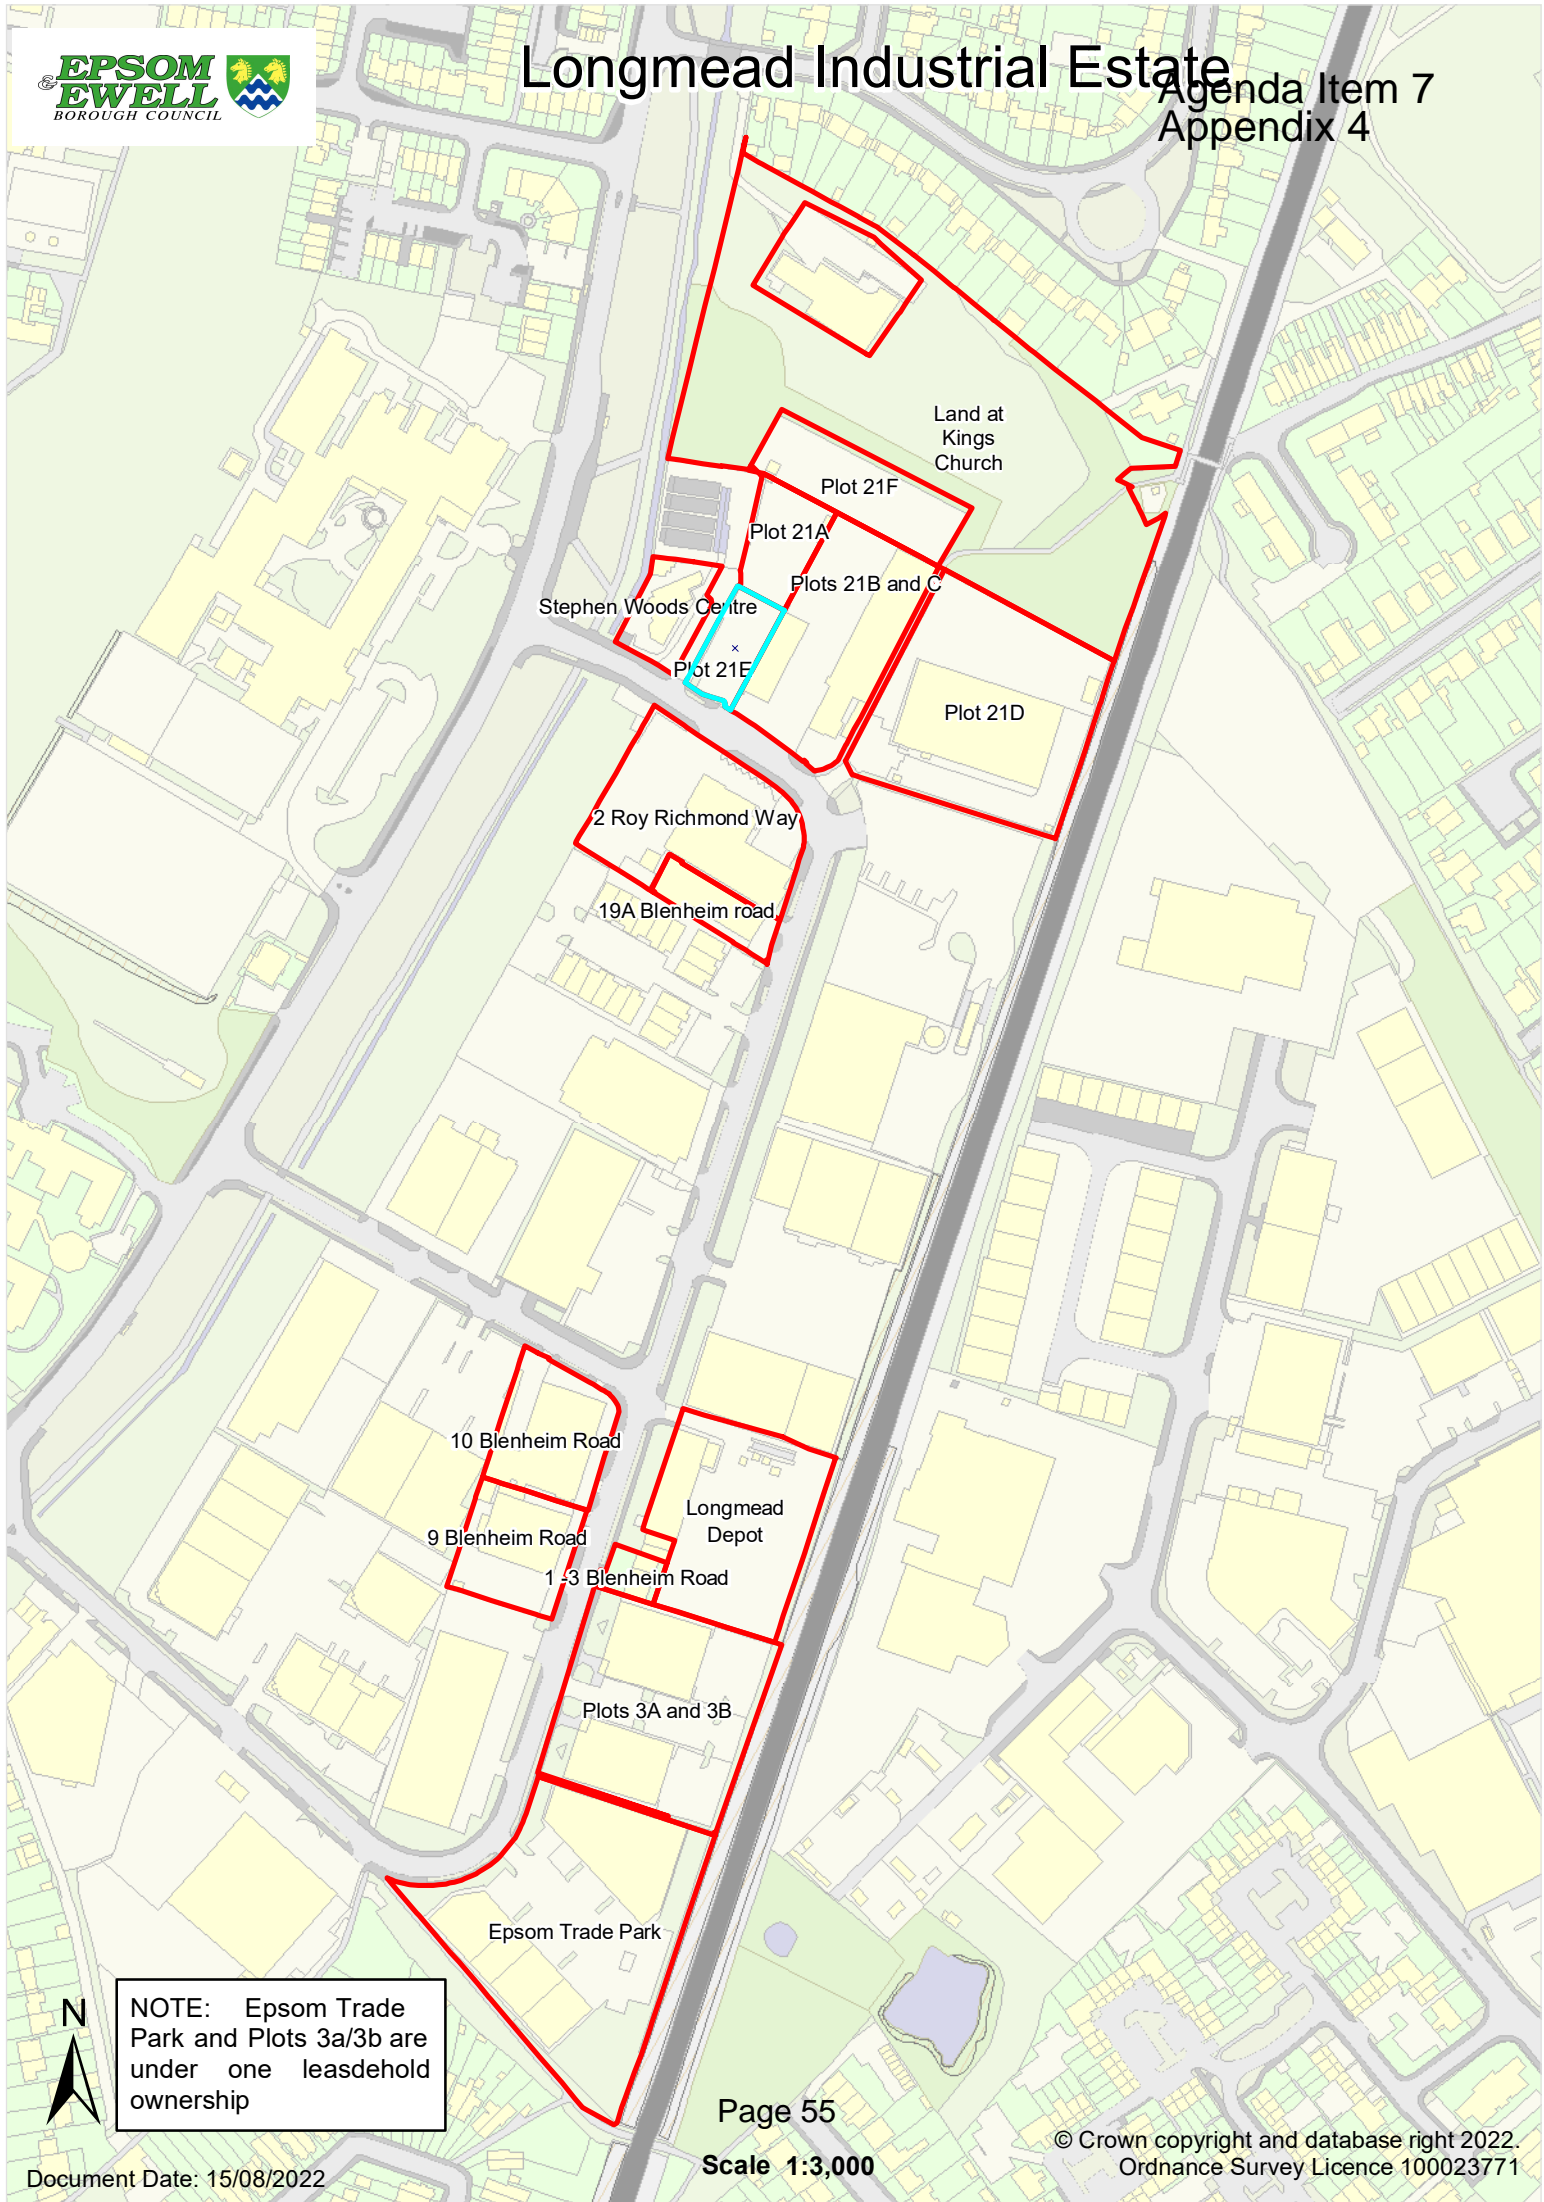 EPSOM
& EWELL
BOROUGH COUNCIL
Longmead Industrial Estate
Agenda Item 7
Appendix 4
Land at
Kings
Church
Plot 21F
Plot 21A
Plots 21B and C
Stephen Woods Centre
Plot 21E
Plot 21D
2 Roy Richmond Way
19A Blenheim road
10 Blenheim Road
Longmead
Depot
9 Blenheim Road
1 -3 Blenheim Road
Plots 3A and 3B
Epsom Trade Park
N
NOTE: Epsom Trade
Park and Plots 3a/3b are
under one leasdehold
ownership
Page 55
Scale 1:3,000
© Crown copyright and database right 2022.
Ordnance Survey Licence 100023771
Document Date: 15/08/2022